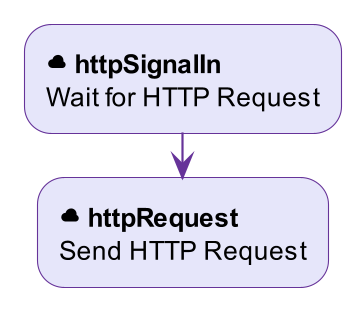 httpSignalIn
Wait for HTTP Request
httpRequest
Send HTTP Request